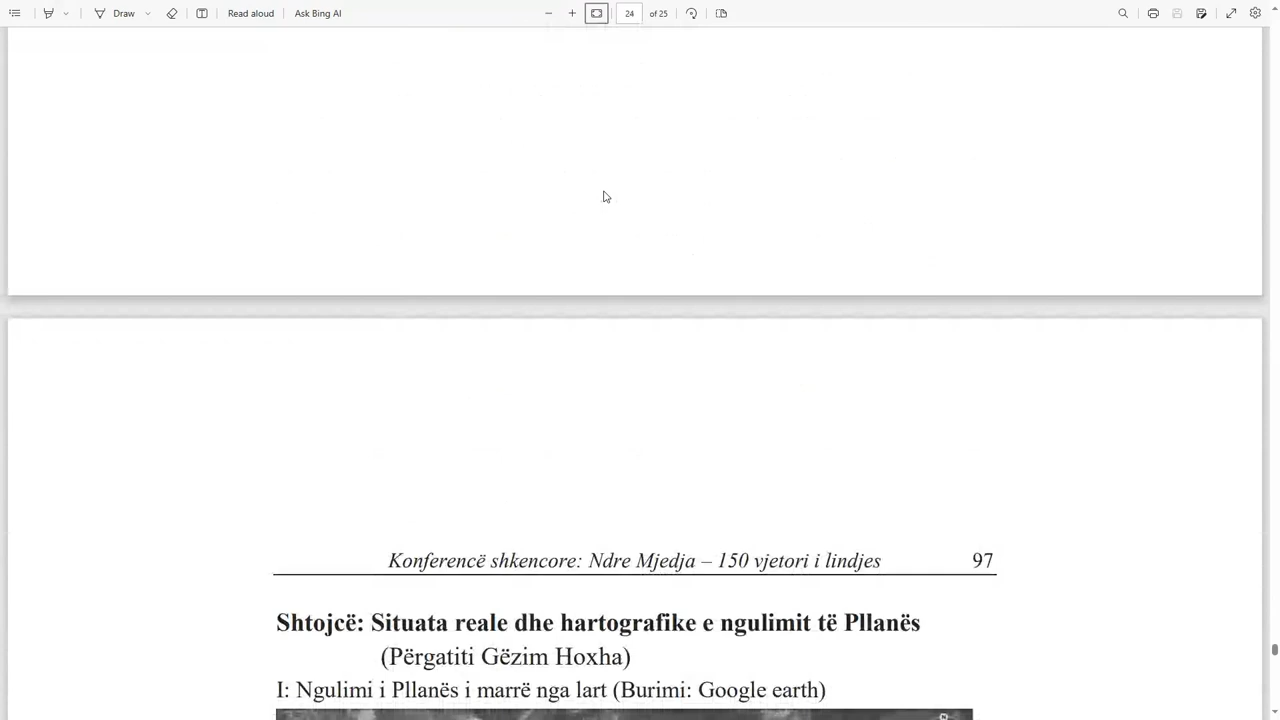 Draw
Read aloud
Ask Bing AI
24 of 25
Konferencë shkencore: Ndre Mjedja – 150 vjetori i lindjes 97
Shtojcë: Situata reale dhe hartografike e ngulimit të Pllanës
(Përgatiti Gëzim Hoxha)
I: Ngulimi i Pllanës i marrë nga lart (Burimi: Google earth)